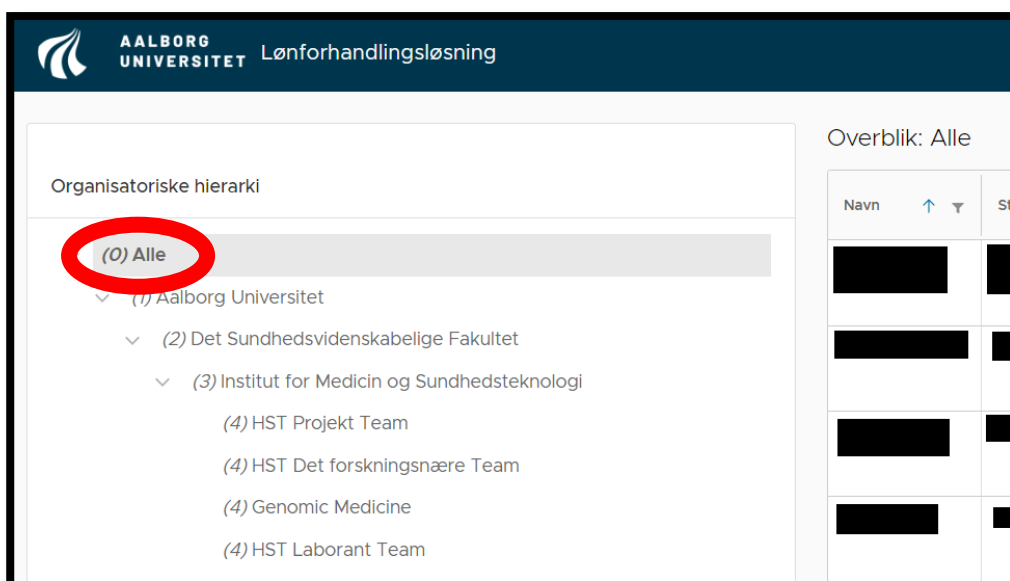 AALBORG
UNIVERSITET
Lønforhandlingsløsning
Organisatoriske hierarki
(0) Alle
(1) Aalborg Universitet
(2) Det Sundhedsvidenskabelige Fakultet
(3) Institut for Medicin og Sundhedsteknologi
(4) HST Projekt Team
(4) HST Det forskningsnære Team
(4) Genomic Medicine
(4) HST Laborant Team
Overblik: Alle
Navn